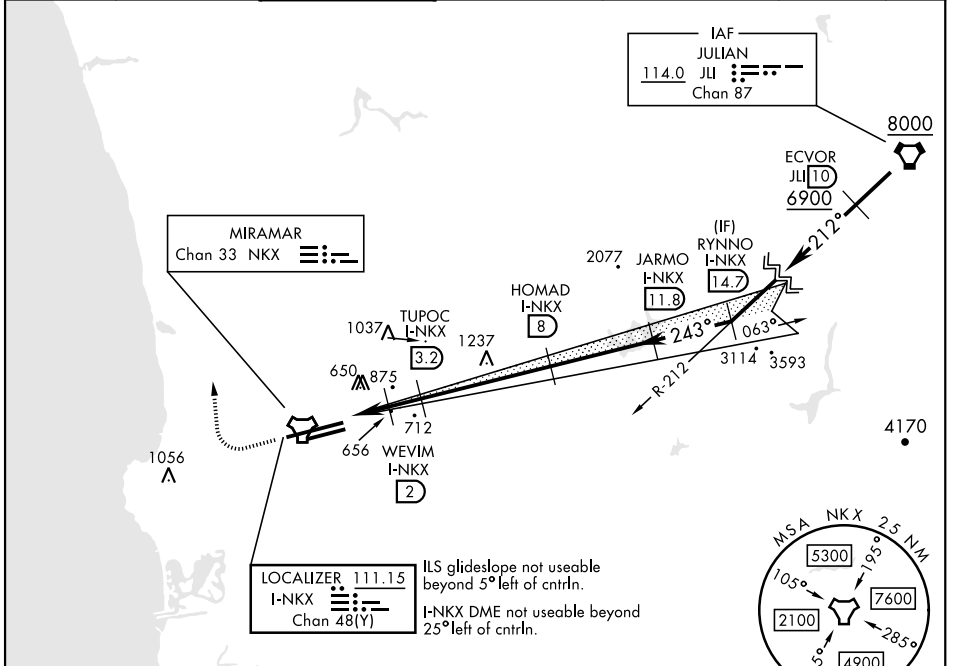 IAF
JULIAN
114.0 JLI
Chan 87
8000
ECVOR
JLI 10
6900
212°
(IF)
RYNNO
I-NKX
14.7
2077
JARMO
I-NKX
11.8
HOMAD
I-NKX
8
243°
063°
3114
3593
R-212
MIRAMAR
Chan 33 NKX
TUPOC
I-NKX
3.2
1037
1237
650
875
712
656
WEVIM
I-NKX
2
1056
4170
LOCALIZER 111.15
I-NKX
Chan 48(Y)
ILS glideslope not useable
beyond 5° left of cntrln.
I-NKX DME not useable beyond
25° left of cntrln.
MSA NKX 25 NM
5300
195°
105°
7600
2100
285°
4900